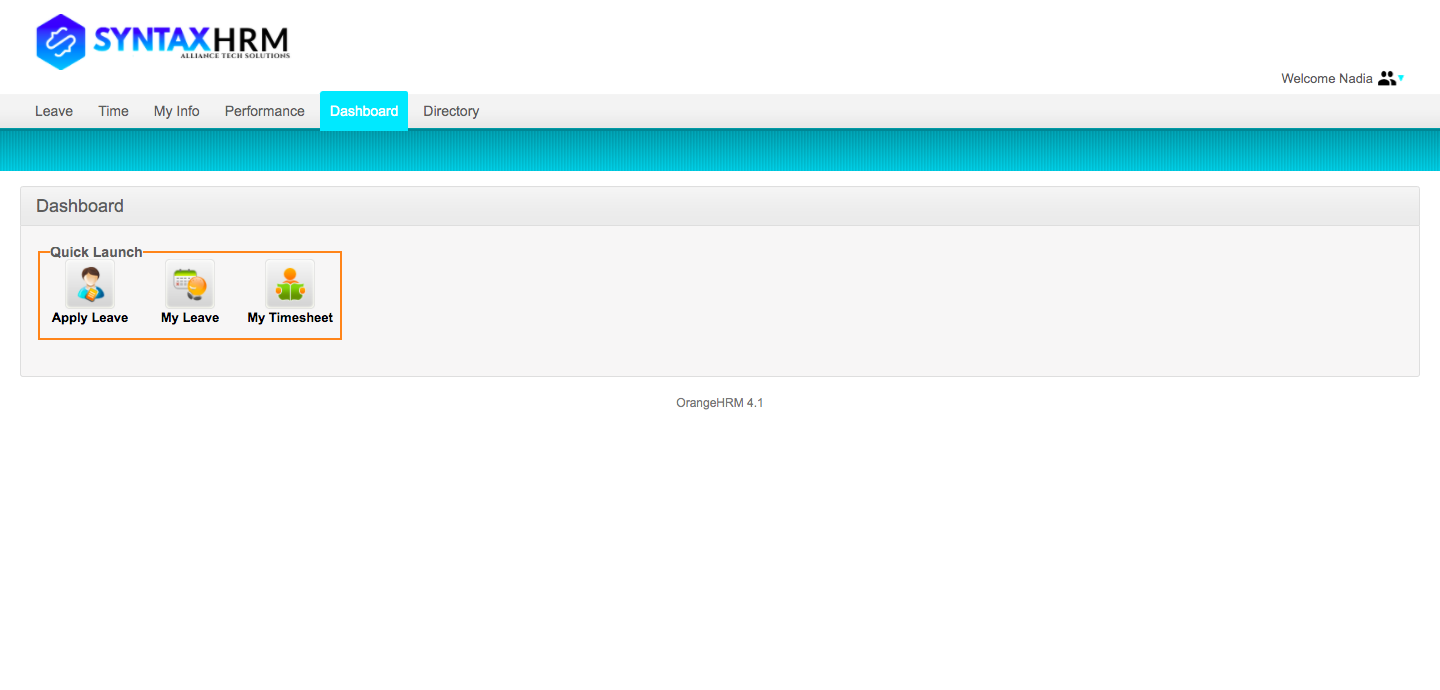 SYNTAXHRM
ALLIANCE TECH SOLUTIONS
Welcome Nadia
Leave Time My Info Performance Dashboard Directory
Dashboard
Quick Launch
Apply Leave My Leave My Timesheet
OrangeHRM 4.1